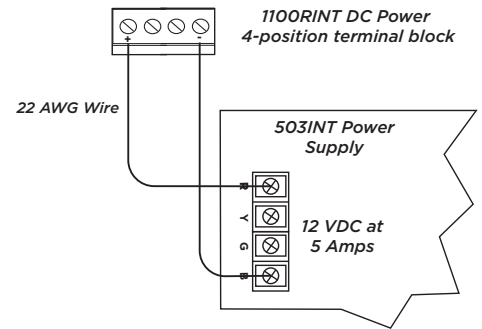 1100RINT DC Power
4-position terminal block
+ -
22 AWG Wire
503INT Power
Supply
R
Y
12 VDC at
5 Amps
G
B